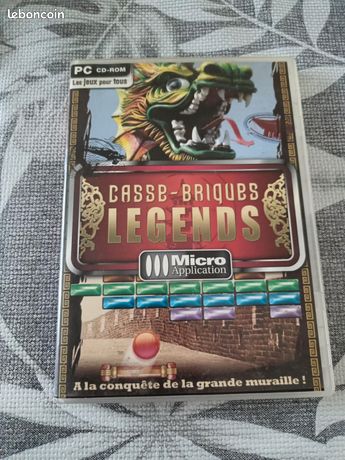 leboncoin
PC CD-ROM
Les jeux pour tous
CASSE-BRIQUES
LEGENDS
Micro
Application
A la conquête de la grande muraille !